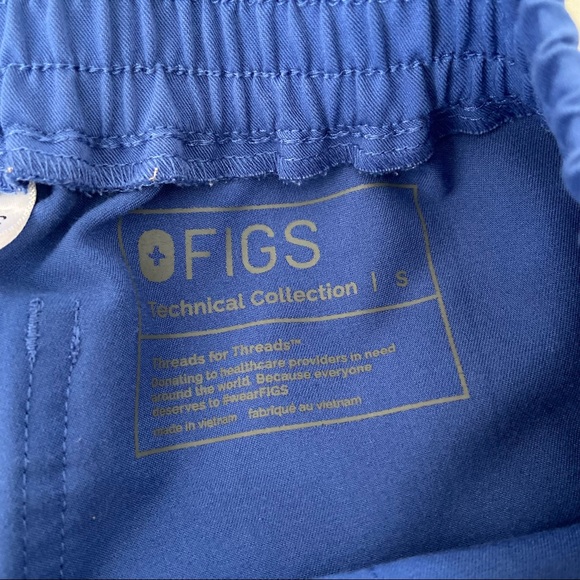 FIGS
Technical Collection | S
Threads for Threads™
Donating to healthcare providers in need
around the world. Because everyone
deserves to #wearFIGS
made in vietnam fabriqué au vietnam